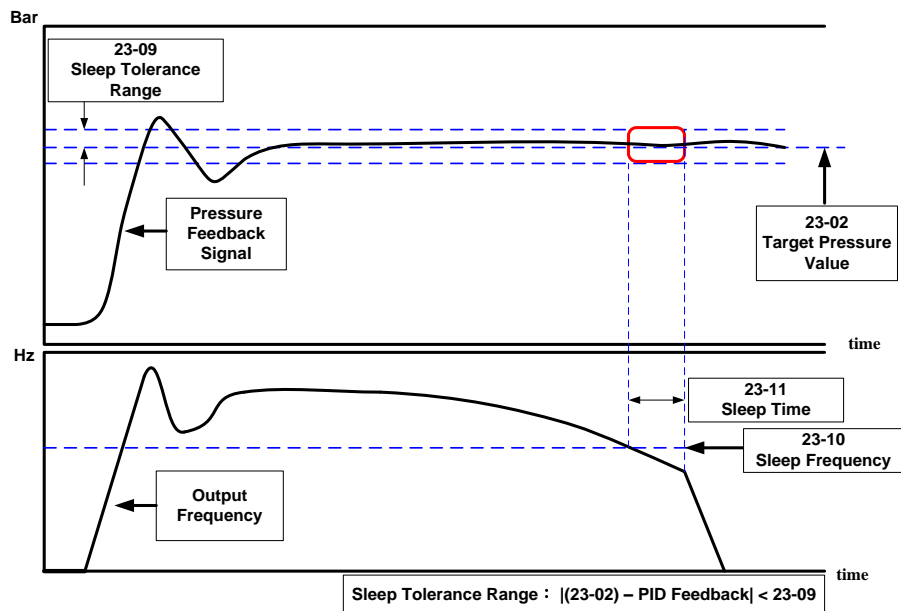 Bar
23-09
Sleep Tolerance
Range
Pressure
Feedback
Signal
23-02
Target Pressure
Value
time
Hz
23-11
Sleep Time
23-10
Sleep Frequency
Output
Frequency
time
Sleep Tolerance Range： |(23-02) – PID Feedback| < 23-09